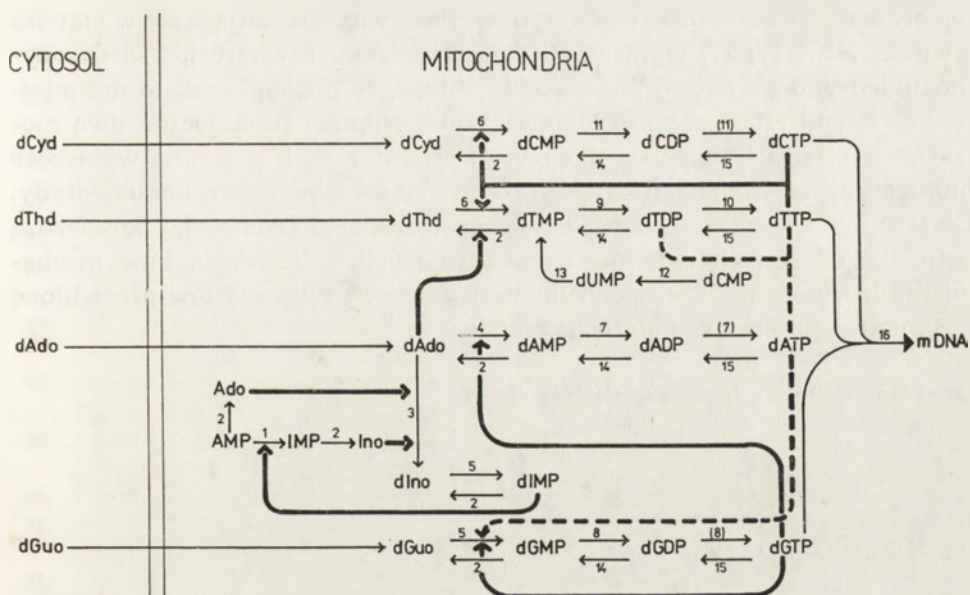 CYTOSOL MITOCHONDRIA
6 11 (11)
dCyd dCyd dCMP dCDP dCTP
2 14 15
6 9 10
dThd dThd dTMP dTDP dTTP
2 14 15
13 dUMP 12 dCMP
4 (7)
dAdo dAdo dAMP dADP dATP 16 mDNA
2 14 15
Ado
2 3
AMP 1 IMP 2 Ino
5
dIno dIMP
2
5 8 (8)
dGuo dGuo dGMP dGDP dGTP
2 14 15